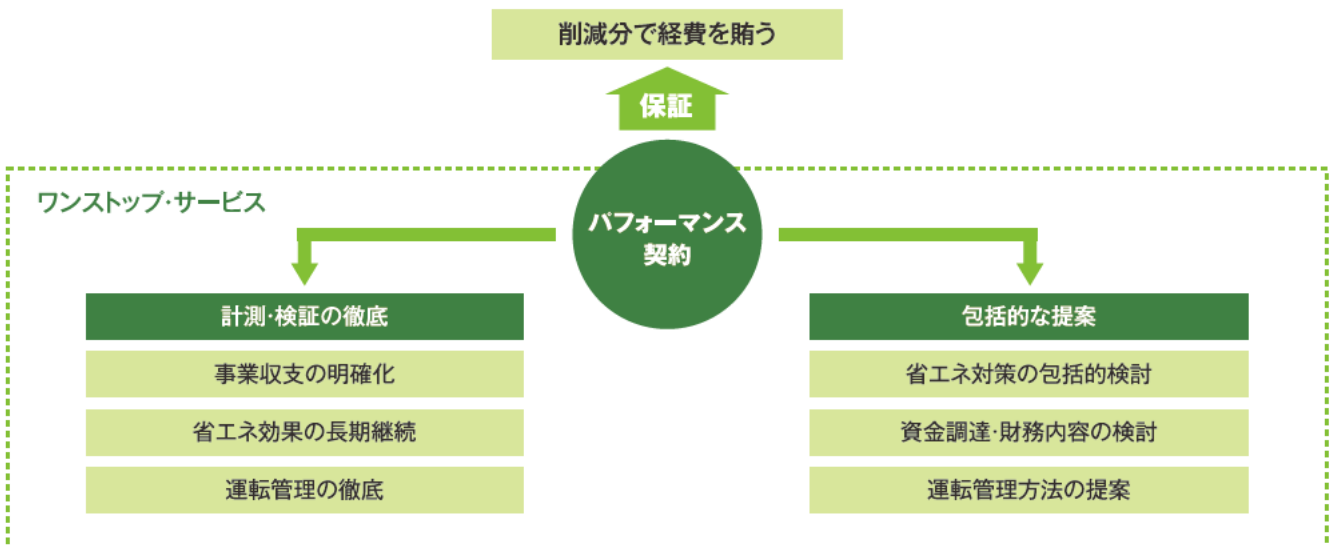 削減分で経費を賄う
保証
ワンストップ･サービス
パフォーマンス
契約
計測･検証の徹底
事業収支の明確化
省エネ効果の長期継続
運転管理の徹底
包括的な提案
省エネ対策の包括的検討
資金調達･財務内容の検討
運転管理方法の提案